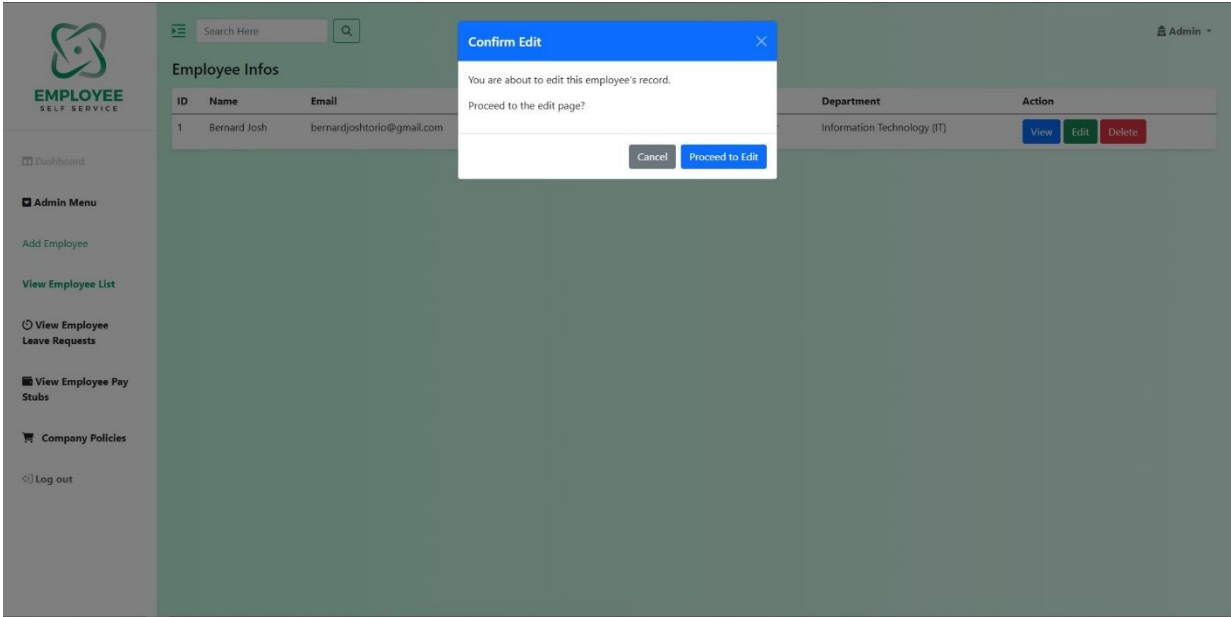 EMPLOYEE
SELF SERVICE
Dashboard
Admin Menu
Add Employee
View Employee List
View Employee
Leave Requests
View Employee Pay
Stubs
Company Policies
Log out
Search Here
Admin
Employee Infos
ID Name Email Department Action
1 Bernard Josh bernardjoshtorio@gmail.com Information Technology (IT) View Edit Delete
Confirm Edit
You are about to edit this employee's record.
Proceed to the edit page?
Cancel Proceed to Edit